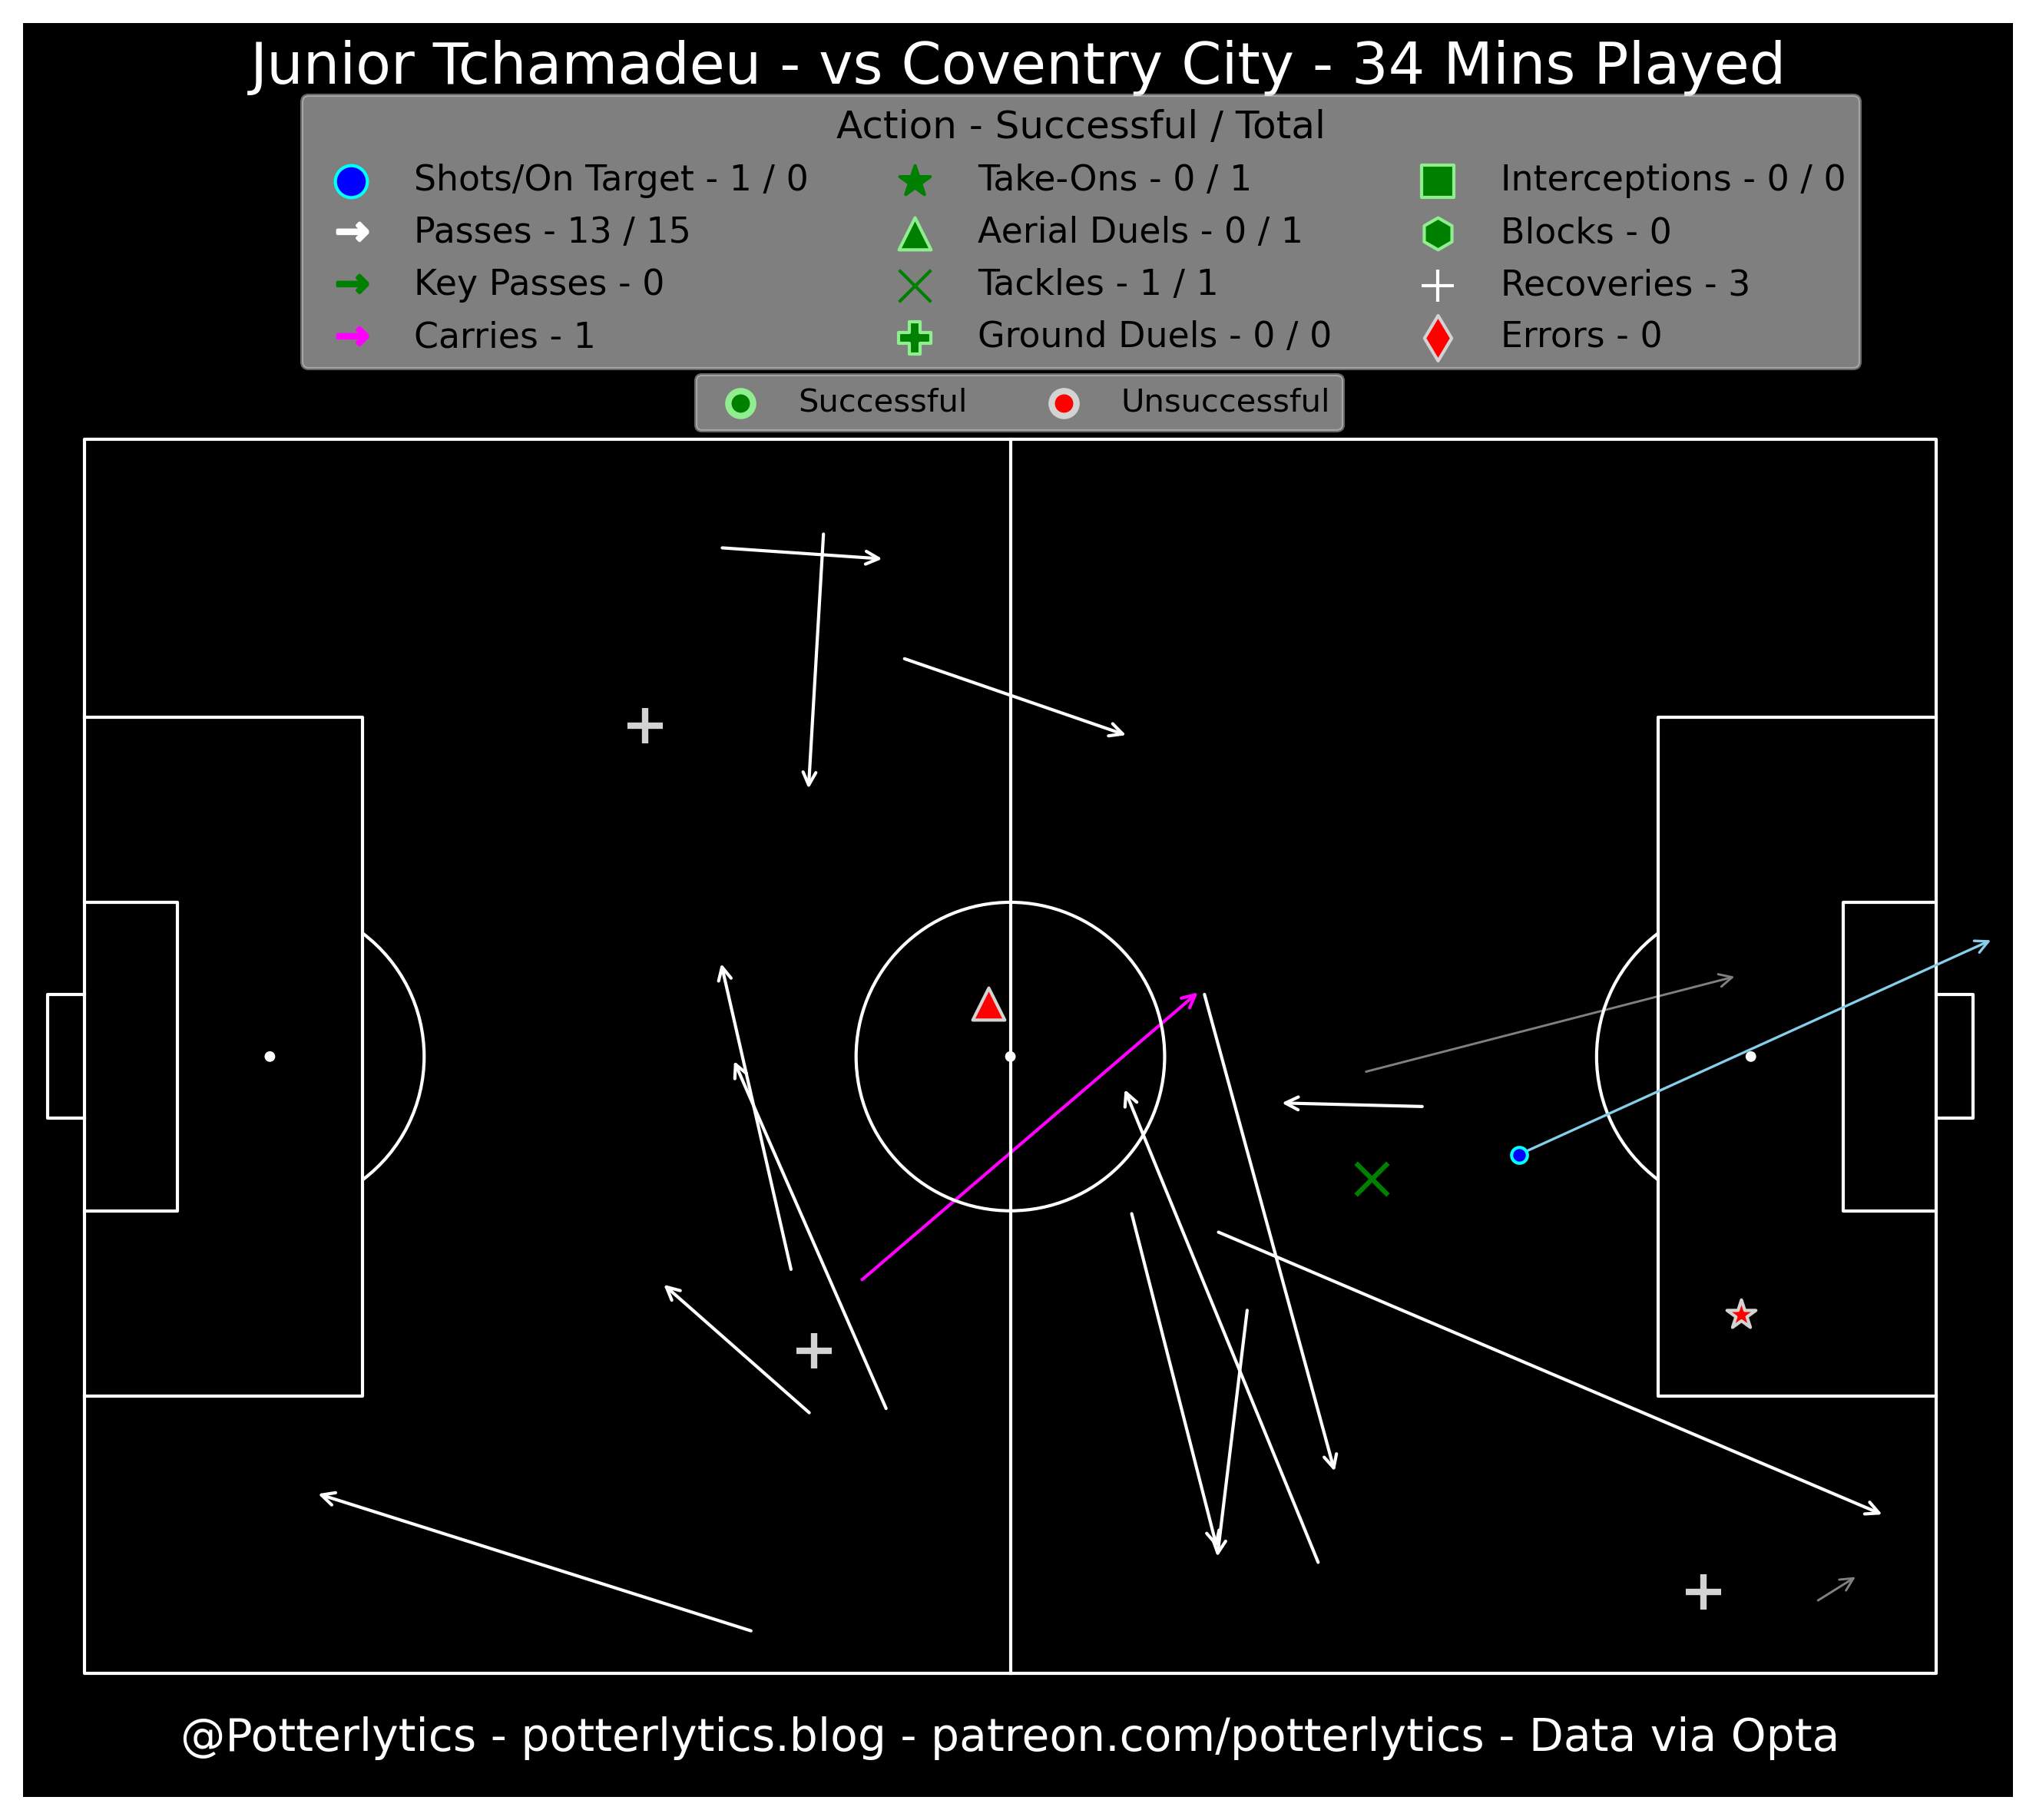 Junior Tchamadeu - vs Coventry City - 34 Mins Played
Action - Successful / Total
Shots/On Target - 1 / 0
Take-Ons - 0 / 1
Interceptions - 0 / 0
Passes - 13 / 15
Aerial Duels - 0 / 1
Blocks - 0
Key Passes - 0
Tackles - 1 / 1
Recoveries - 3
Carries - 1
Ground Duels - 0 / 0
Errors - 0
Successful
Unsuccessful
@Potterlytics - potterlytics.blog - patreon.com/potterlytics - Data via Opta